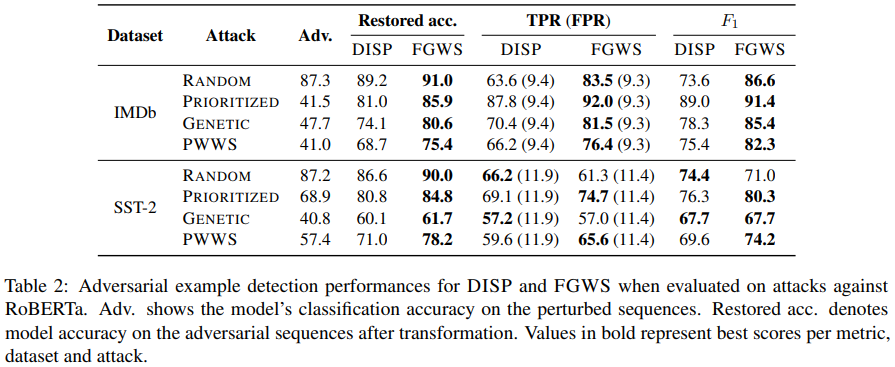 Dataset Attack Adv. Restored acc. TPR (FPR) F1
DISP FGWS DISP FGWS DISP FGWS
IMDb
RANDOM 87.3 89.2 91.0 63.6 (9.4) 83.5 (9.3) 73.6 86.6
PRIORITIZED 41.5 81.0 85.9 87.8 (9.4) 92.0 (9.3) 89.0 91.4
GENETIC 47.7 74.1 80.6 70.4 (9.4) 81.5 (9.3) 78.3 85.4
PWWS 41.0 68.7 75.4 66.2 (9.4) 76.4 (9.3) 75.4 82.3
SST-2
RANDOM 87.2 86.6 90.0 66.2 (11.9) 61.3 (11.4) 74.4 71.0
PRIORITIZED 68.9 80.8 84.8 69.1 (11.9) 74.7 (11.4) 76.3 80.3
GENETIC 40.8 60.1 61.7 57.2 (11.9) 57.0 (11.4) 67.7 67.7
PWWS 57.4 71.0 78.2 59.6 (11.9) 65.6 (11.4) 69.6 74.2
Table 2: Adversarial example detection performances for DISP and FGWS when evaluated on attacks against
RoBERTa. Adv. shows the model's classification accuracy on the perturbed sequences. Restored acc. denotes
model accuracy on the adversarial sequences after transformation. Values in bold represent best scores per metric,
dataset and attack.